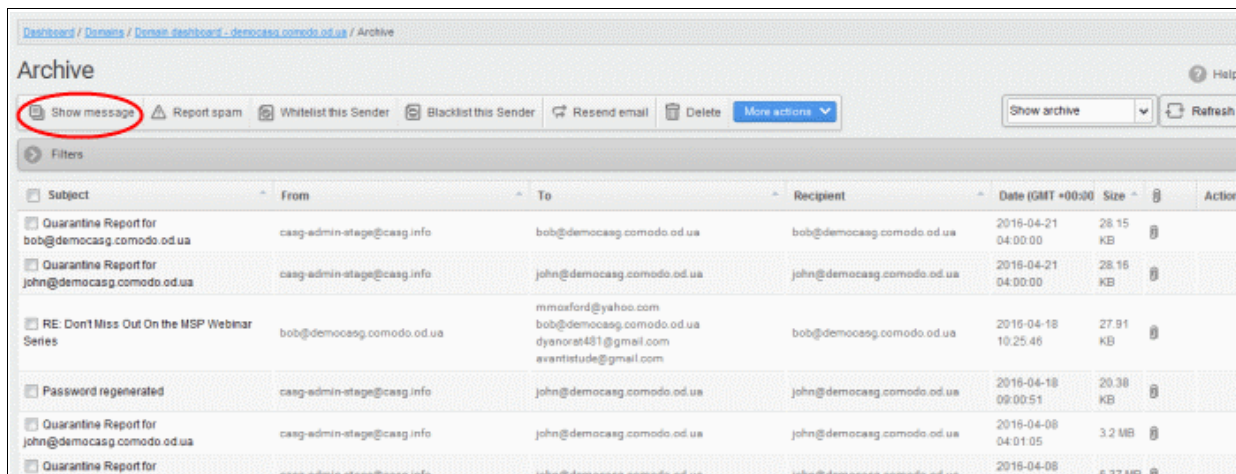 Dashboard / Domains / Domain dashboard - democasg.comodo.od.ua / Archive
Archive
Help
Show message Report spam Whitelist this Sender Blacklist this Sender Resend email Delete More actions Show archive Refresh
Filters
Subject From To Recipient Date (GMT +00:00 Size Action
Quarantine Report for
bob@democasg.comodo.od.ua
casg-admin-stage@casg.info bob@democasg.comodo.od.ua bob@democasg.comodo.od.ua
2016-04-21
04:00:00
28.15
KB
Quarantine Report for
john@democasg.comodo.od.ua
casg-admin-stage@casg.info john@democasg.comodo.od.ua john@democasg.comodo.od.ua
2016-04-21
04:00:00
28.16
KB
RE: Don't Miss Out On the MSP Webinar
Series
bob@democasg.comodo.od.ua
mmoxford@yahoo.com
bob@democasg.comodo.od.ua
dyanorat481@gmail.com
avantistude@gmail.com
bob@democasg.comodo.od.ua
2016-04-18
10:25:46
27.91
KB
Password regenerated casg-admin-stage@casg.info john@democasg.comodo.od.ua john@democasg.comodo.od.ua
2016-04-18
09:00:51
20.38
KB
Quarantine Report for
john@democasg.comodo.od.ua
casg-admin-stage@casg.info john@democasg.comodo.od.ua john@democasg.comodo.od.ua
2016-04-08
04:01:05
3.2 MB
Quarantine Report for
2016-04-08